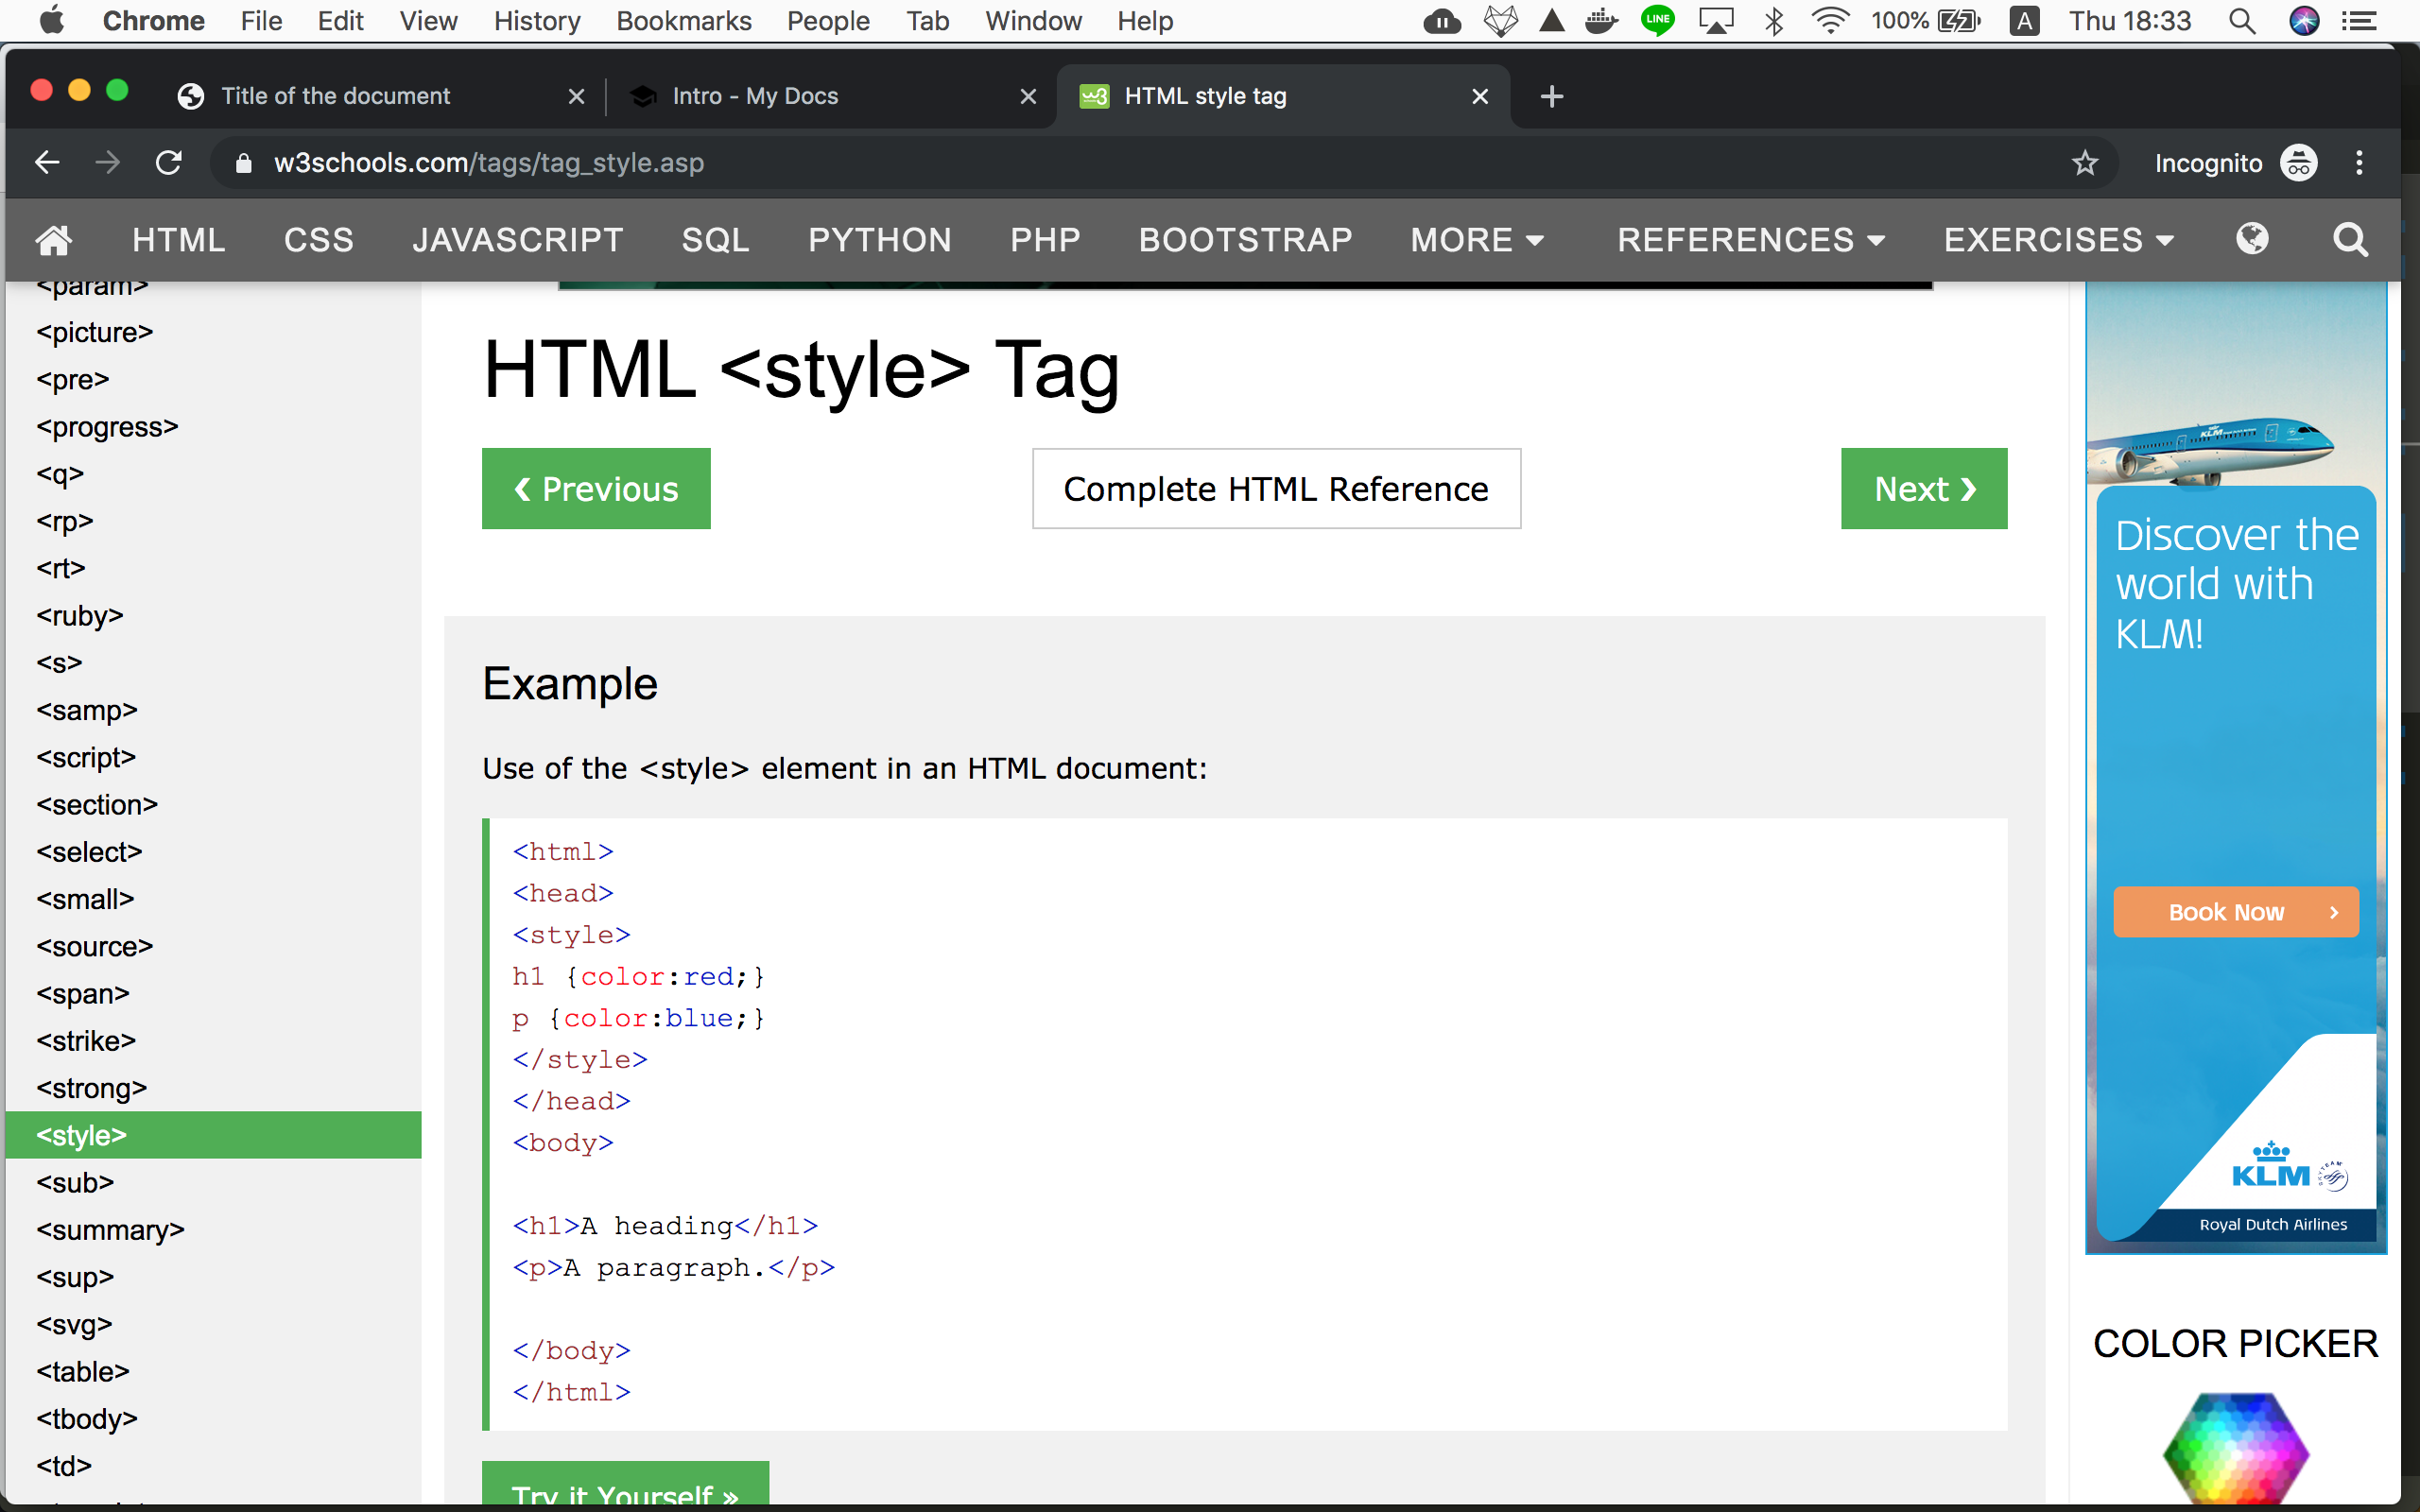 Chrome File Edit View History Bookmarks People Tab Window Help LINE 100% A Thu 18:33
Title of the document Intro - My Docs HTML style tag
w3schools.com/tags/tag_style.asp Incognito
HTML CSS JAVASCRIPT SQL PYTHON PHP BOOTSTRAP MORE REFERENCES EXERCISES
<param>
<picture>
<pre>
<progress>
<q>
<rp>
<rt>
<ruby>
<s>
<samp>
<script>
<section>
<select>
<small>
<source>
<span>
<strike>
<strong>
<style>
<sub>
<summary>
<sup>
<svg>
<table>
<tbody>
<td>
HTML <style> Tag
❮ Previous
Complete HTML Reference
Next ❯
Example
Use of the <style> element in an HTML document:
<html>
<head>
<style>
h1 {color:red;}
p {color:blue;}
</style>
</head>
<body>
<h1>A heading</h1>
<p>A paragraph.</p>
</body>
</html>
Try it Yourself »
KLM
Discover the
world with
KLM!
Book Now
KLM
SKYTEAM
Royal Dutch Airlines
COLOR PICKER